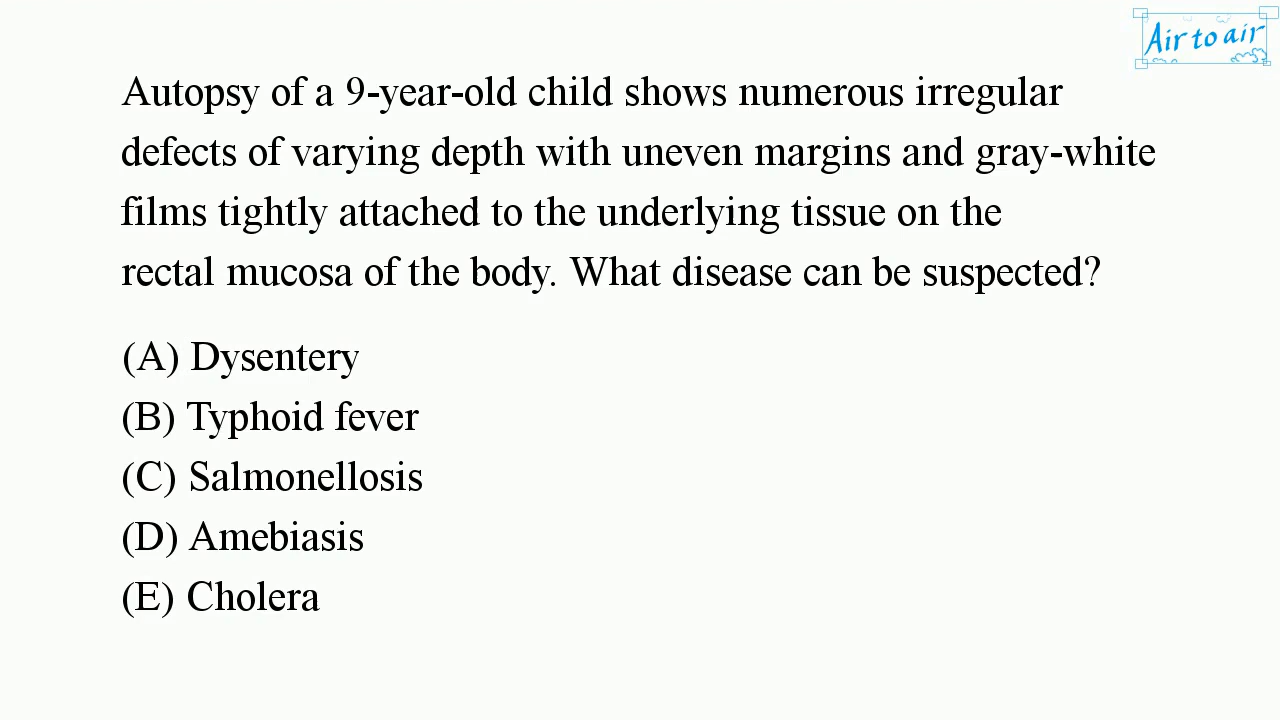 Air to air
Autopsy of a 9-year-old child shows numerous irregular
defects of varying depth with uneven margins and gray-white
films tightly attached to the underlying tissue on the
rectal mucosa of the body. What disease can be suspected?
(A) Dysentery
(B) Typhoid fever
(C) Salmonellosis
(D) Amebiasis
(E) Cholera